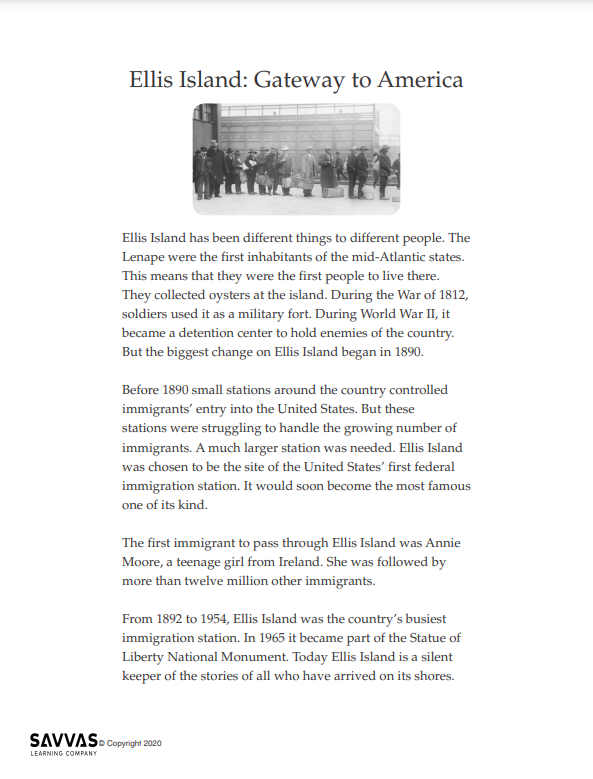 Ellis Island: Gateway to America
Ellis Island has been different things to different people. The
Lenape were the first inhabitants of the mid-Atlantic states.
This means that they were the first people to live there.
They collected oysters at the island. During the War of 1812,
soldiers used it as a military fort. During World War II, it
became a detention center to hold enemies of the country.
But the biggest change on Ellis Island began in 1890.
Before 1890 small stations around the country controlled
immigrants' entry into the United States. But these
stations were struggling to handle the growing number of
immigrants. A much larger station was needed. Ellis Island
was chosen to be the site of the United States' first federal
immigration station. It would soon become the most famous
one of its kind.
The first immigrant to pass through Ellis Island was Annie
Moore, a teenage girl from Ireland. She was followed by
more than twelve million other immigrants.
From 1892 to 1954, Ellis Island was the country's busiest
immigration station. In 1965 it became part of the Statue of
Liberty National Monument. Today Ellis Island is a silent
keeper of the stories of all who have arrived on its shores.
SAVVAS © Copyright 2020
LEARNING COMPANY